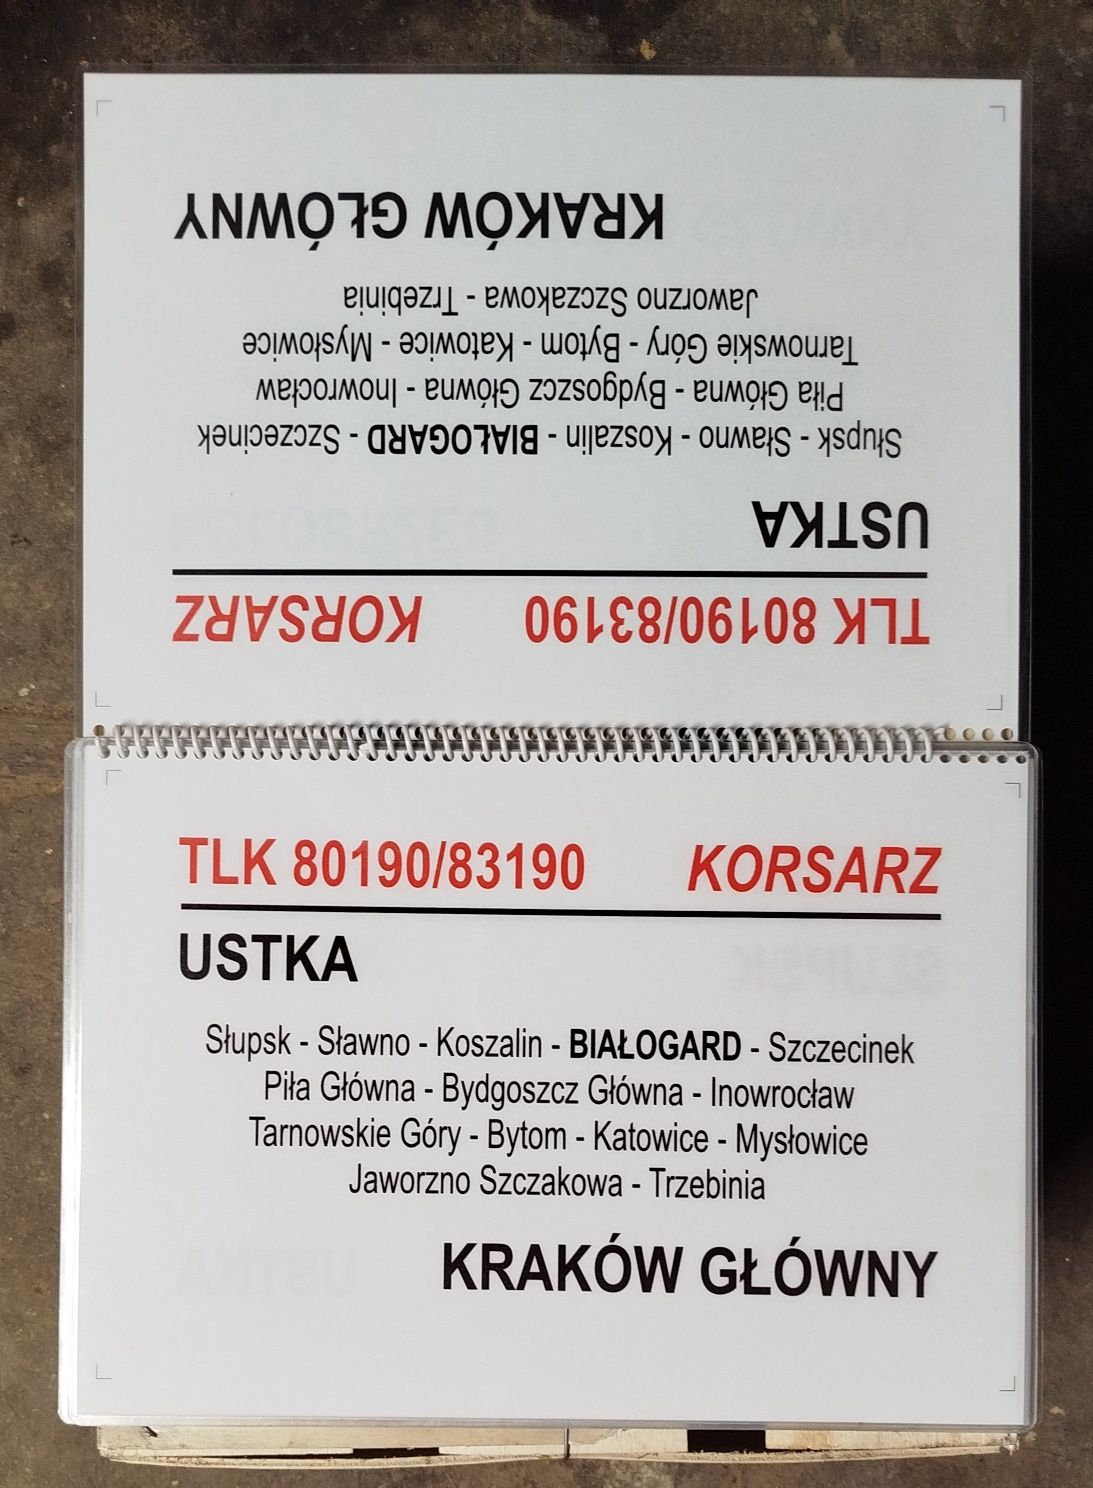 KRAKÓW GŁÓWNY
Jaworzno Szczakowa - Trzebinia
Tarnowskie Góry - Bytom - Katowice - Mysłowice
Piła Główna - Bydgoszcz Główna - Inowrocław
Słupsk - Sławno - Koszalin - BIAŁOGARD - Szczecinek
USTKA
TLK 80190/83190 KORSARZ
TLK 80190/83190 KORSARZ
USTKA
Słupsk - Sławno - Koszalin - BIAŁOGARD - Szczecinek
Piła Główna - Bydgoszcz Główna - Inowrocław
Tarnowskie Góry - Bytom - Katowice - Mysłowice
Jaworzno Szczakowa - Trzebinia
KRAKÓW GŁÓWNY